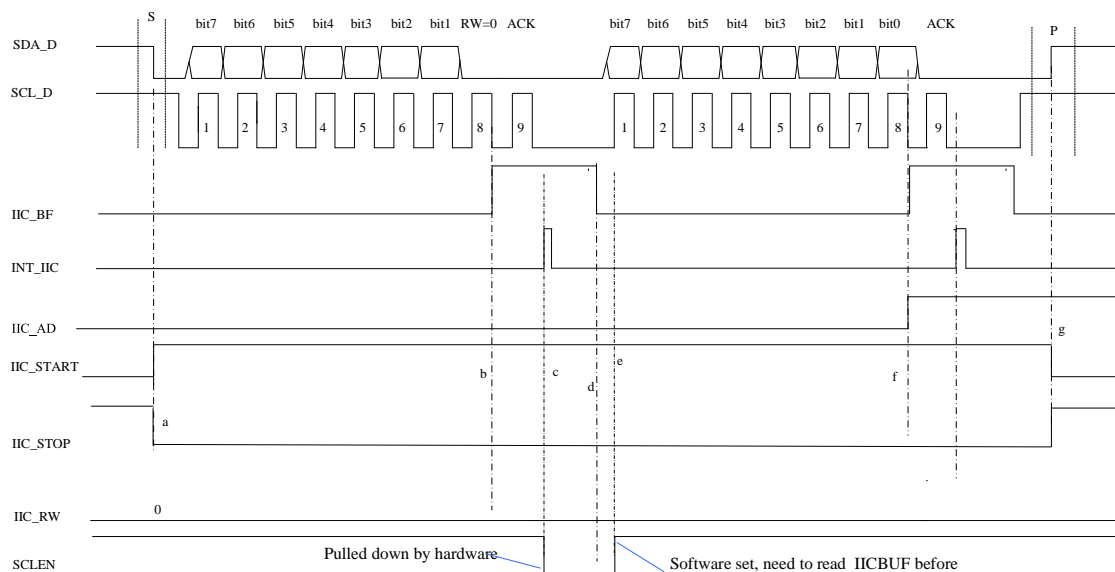 S
bit7 bit6 bit5 bit4 bit3 bit2 bit1 RW=0 ACK bit7 bit6 bit5 bit4 bit3 bit2 bit1 bit0 ACK P
SDA_D
SCL_D
1 2 3 4 5 6 7 8 9 1 2 3 4 5 6 7 8 9
IIC_BF
INT_IIC
IIC_AD
g
IIC_START
b c d e f
a
IIC_STOP
0
IIC_RW
Pulled down by hardware
Software set, need to read IICBUF before
SCLEN